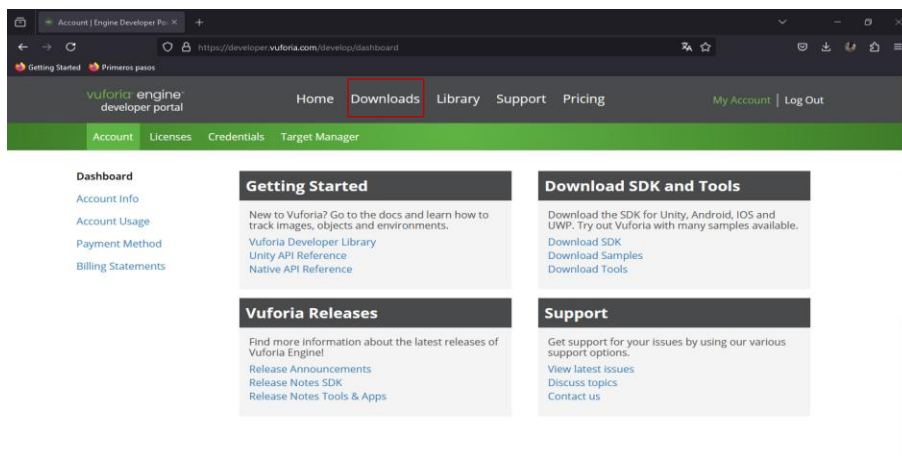 Account | Engine Developer Por
https://developer.vuforia.com/develop/dashboard
Getting Started Primeros pasos
vuforia engine
developer portal
Home Downloads Library Support Pricing My Account | Log Out
Account Licenses Credentials Target Manager
Dashboard
Account Info
Account Usage
Payment Method
Billing Statements
Getting Started
New to Vuforia? Go to the docs and learn how to
track images, objects and environments.
Vuforia Developer Library
Unity API Reference
Native API Reference
Download SDK and Tools
Download the SDK for Unity, Android, IOS and
UWP. Try out Vuforia with many samples available.
Download SDK
Download Samples
Download Tools
Vuforia Releases
Find more information about the latest releases of
Vuforia Engine!
Release Announcements
Release Notes SDK
Release Notes Tools & Apps
Support
Get support for your issues by using our various
support options.
View latest issues
Discuss topics
Contact us